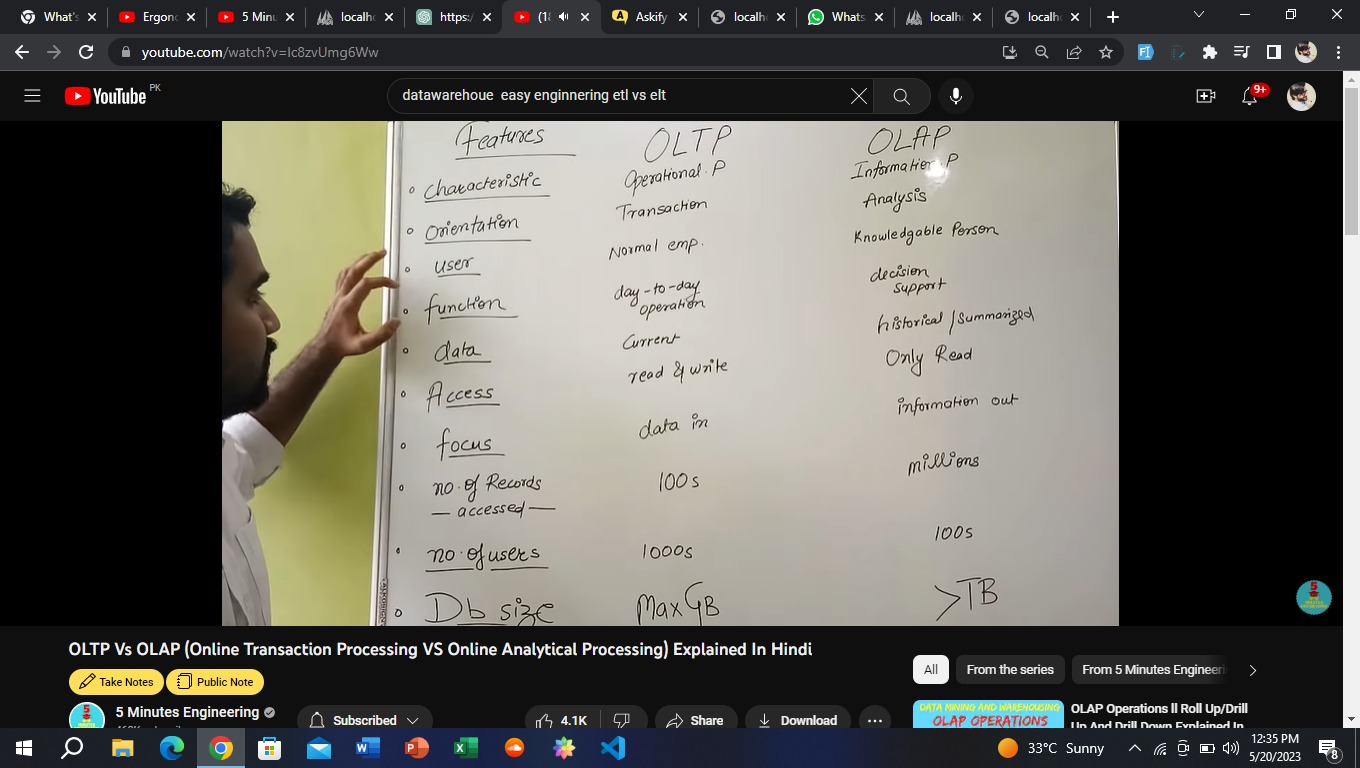 What's
Ergono
5 Minu
localho
https:/
(18
Askify
localh
Whats
localho
localh
youtube.com/watch?v=Ic8zvUmg6Ww
YouTube PK
datawarehoue easy enginnering etl vs elt
9+
Features OLTP OLAP
characteristic Operational. P Information P
Orientation Transaction Analysis
user Normal emp. Knowledgable Person
function day-to-day operation decision support
data Current historical/summarized
Access read & write Only Read
focus data in information out
no. of Records accessed 100s millions
no. of users 1000s 100s
Db size Max GB >TB
OLTP Vs OLAP (Online Transaction Processing VS Online Analytical Processing) Explained In Hindi
Take Notes Public Note
5 Minutes Engineering
Subscribed
4.1K
Share
Download
All From the series From 5 Minutes Engineeri
DATA MINING AND WAREHOUSING
OLAP OPERATIONS
OLAP Operations ll Roll Up/Drill
Up And Drill Down Explained In
33°C Sunny
12:35 PM
5/20/2023
8